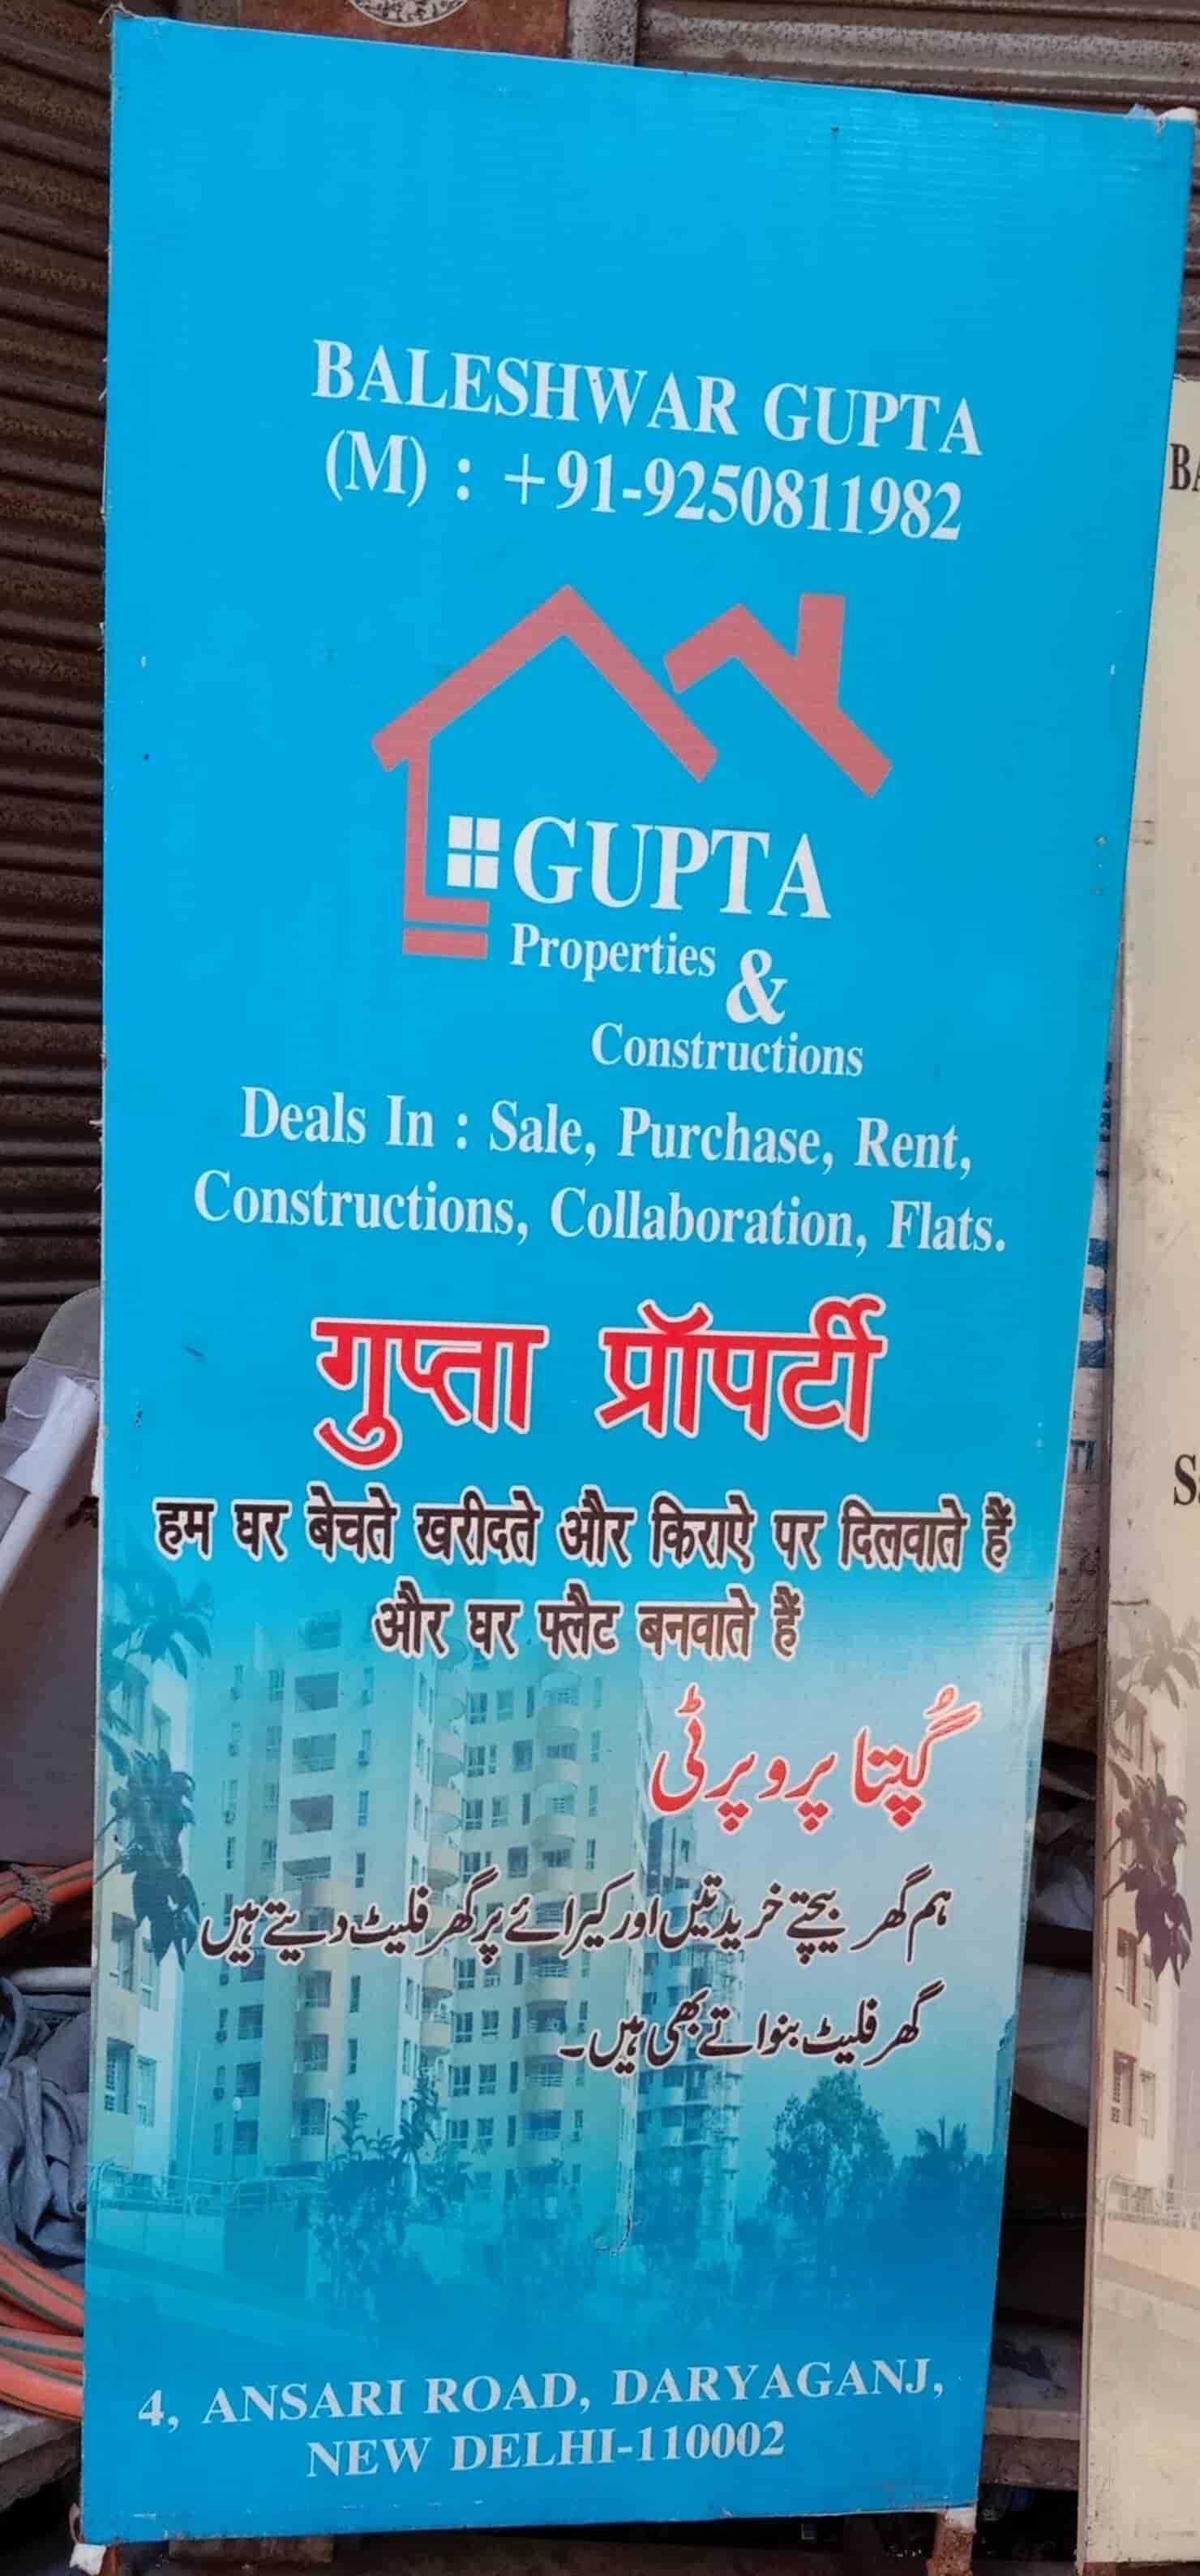 BALESHWAR GUPTA
(M) : +91-9250811982
GUPTA
Properties &
Constructions
Deals In : Sale, Purchase, Rent,
Constructions, Collaboration, Flats.
गुप्ता प्रॉपर्टी
हम घर बेचते खरीदते और किराऐ पर दिलवाते हैं
और घर फ्लैट बनवाते हैं
گُپتا پروپرٹی
ہم گھر بیچتے خریدتیں اور کیرائے پر گھر فلیٹ دیتے ہیں
گھر فلیٹ بنواتے بھی ہیں۔
4, ANSARI ROAD, DARYAGANJ,
NEW DELHI-110002